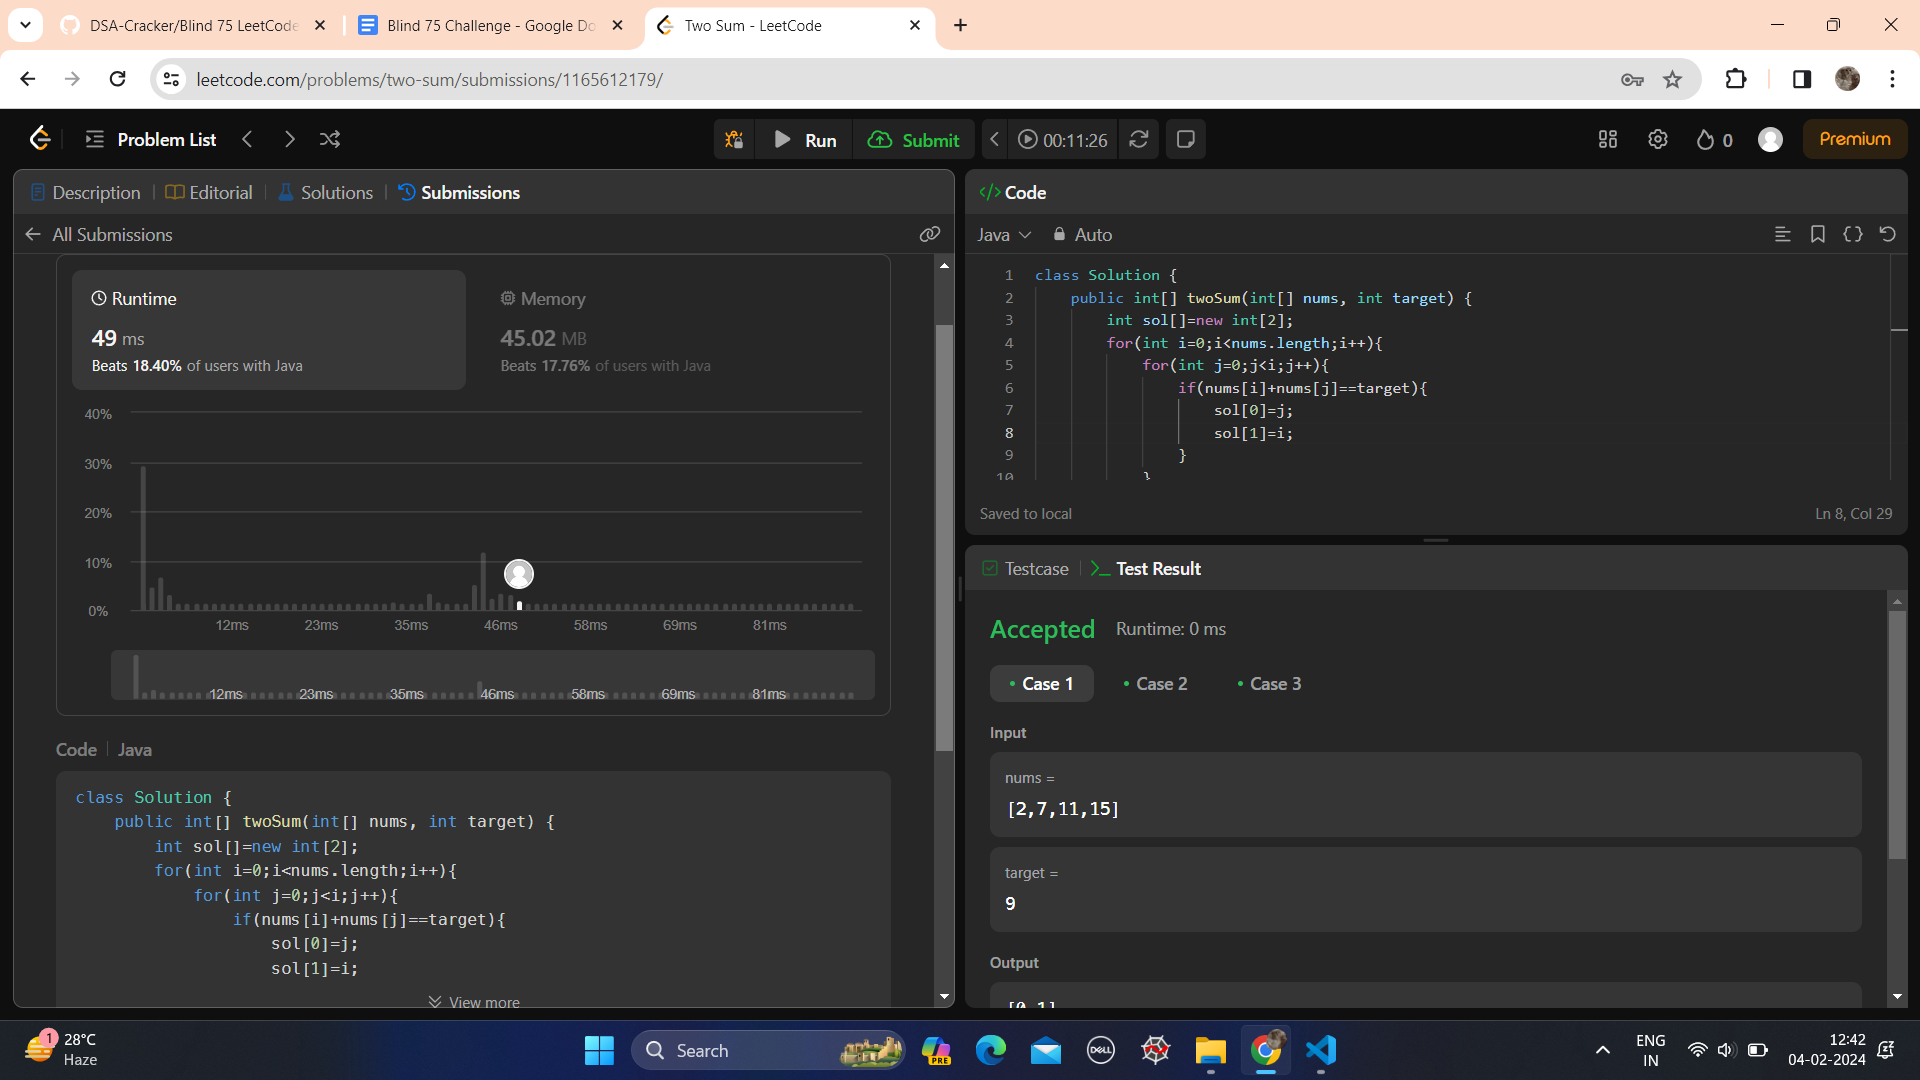 DSA-Cracker/Blind 75 LeetCode
Blind 75 Challenge - Google Do
Two Sum - LeetCode
leetcode.com/problems/two-sum/submissions/1165612179/
Problem List
Run
Submit
00:11:26
0
Premium
Description
Editorial
Solutions
Submissions
All Submissions
Runtime
49 ms
Beats 18.40% of users with Java
Memory
45.02 MB
Beats 17.76% of users with Java
40%
30%
20%
10%
0%
12ms 23ms 35ms 46ms 58ms 69ms 81ms
12ms 23ms 35ms 46ms 58ms 69ms 81ms
Code Java
class Solution {
public int[] twoSum(int[] nums, int target) {
int sol[]=new int[2];
for(int i=0;i<nums.length;i++){
for(int j=0;j<i;j++){
if(nums[i]+nums[j]==target){
sol[0]=j;
sol[1]=i;
View more
</> Code
Java
Auto
1 class Solution {
2 public int[] twoSum(int[] nums, int target) {
3 int sol[]=new int[2];
4 for(int i=0;i<nums.length;i++){
5 for(int j=0;j<i;j++){
6 if(nums[i]+nums[j]==target){
7 sol[0]=j;
8 sol[1]=i;
9 }
10 }
Saved to local
Ln 8, Col 29
Testcase
Test Result
Accepted
Runtime: 0 ms
Case 1
Case 2
Case 3
Input
nums =
[2,7,11,15]
target =
9
Output
[0,1]
1
28°C
Haze
Search
PRE
DELL
ENG
IN
12:42
04-02-2024